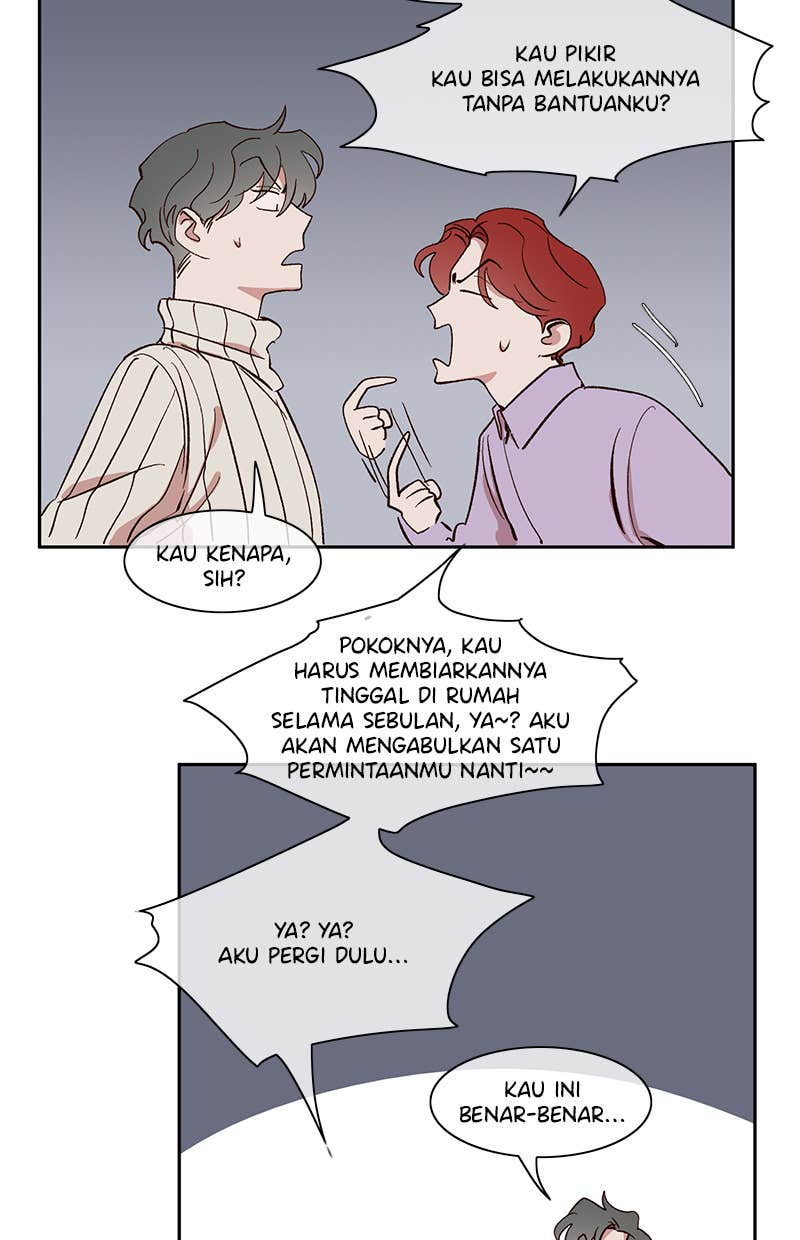 KAU PIKIR
KAU BISA MELAKUKANNYA
TANPA BANTUANKU?
KAU KENAPA,
SIH?
POKOKNYA, KAU
HARUS MEMBIARKANNYA
TINGGAL DI RUMAH
SELAMA SEBULAN, YA~? AKU
AKAN MENGABULKAN SATU
PERMINTAANMU NANTI~~
YA? YA?
AKU PERGI DULU...
KAU INI
BENAR-BENAR...